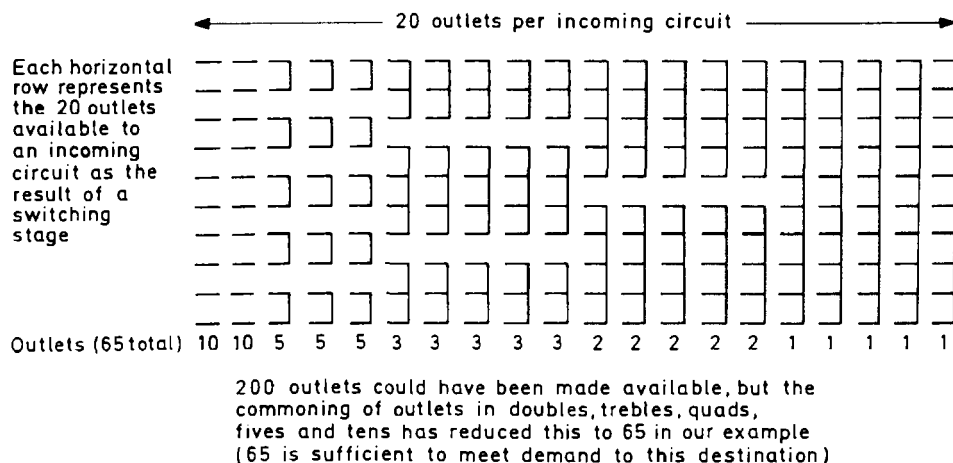 20 outlets per incoming circuit
Each horizontal
row represents
the 20 outlets
available to
an incoming
circuit as the
result of a
switching
stage
Outlets (65 total) 10 10 5 5 5 3 3 3 3 3 2 2 2 2 2 1 1 1 1 1
200 outlets could have been made available, but the
commoning of outlets in doubles, trebles, quads,
fives and tens has reduced this to 65 in our example
(65 is sufficient to meet demand to this destination)